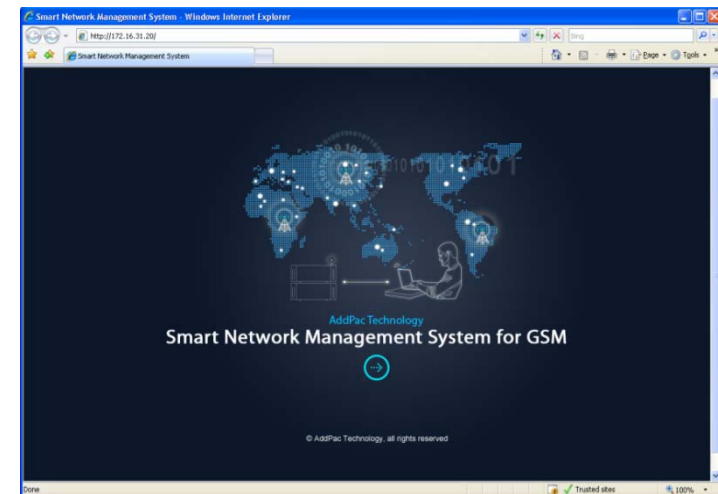 Smart Network Management System - Windows Internet Explorer
http://172.16.31.20/
Bing
Smart Network Management System
Page
Tools
AddPac Technology
Smart Network Management System for GSM
© AddPac Technology, all rights reserved
Done
Trusted sites
100%